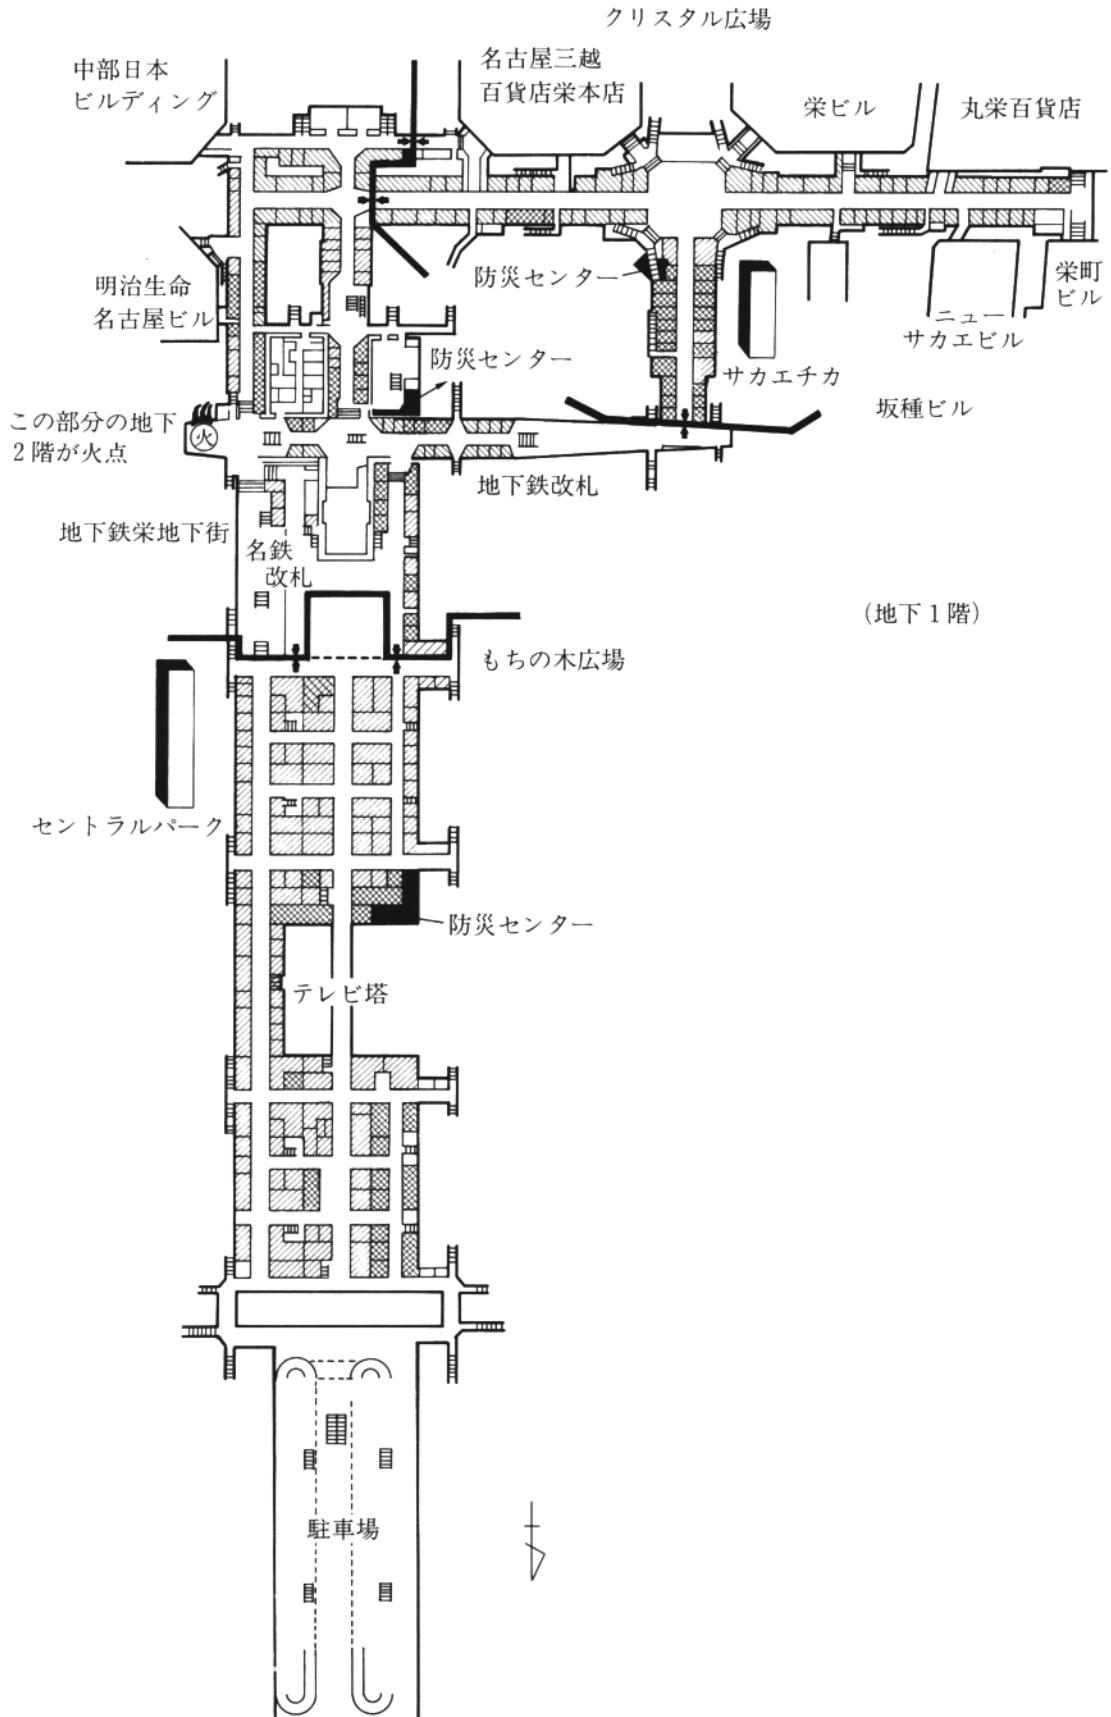 クリスタル広場
中部日本
ビルディング
名古屋三越
百貨店栄本店
栄ビル
丸栄百貨店
防災センター
栄町
ビル
明治生命
名古屋ビル
ニュー
サカエビル
防災センター
サカエチカ
坂種ビル
この部分の地下
2階が火点
火
地下鉄改札
地下鉄栄地下街
名鉄
改札
(地下1階)
もちの木広場
セントラルパーク
防災センター
テレビ塔
駐車場